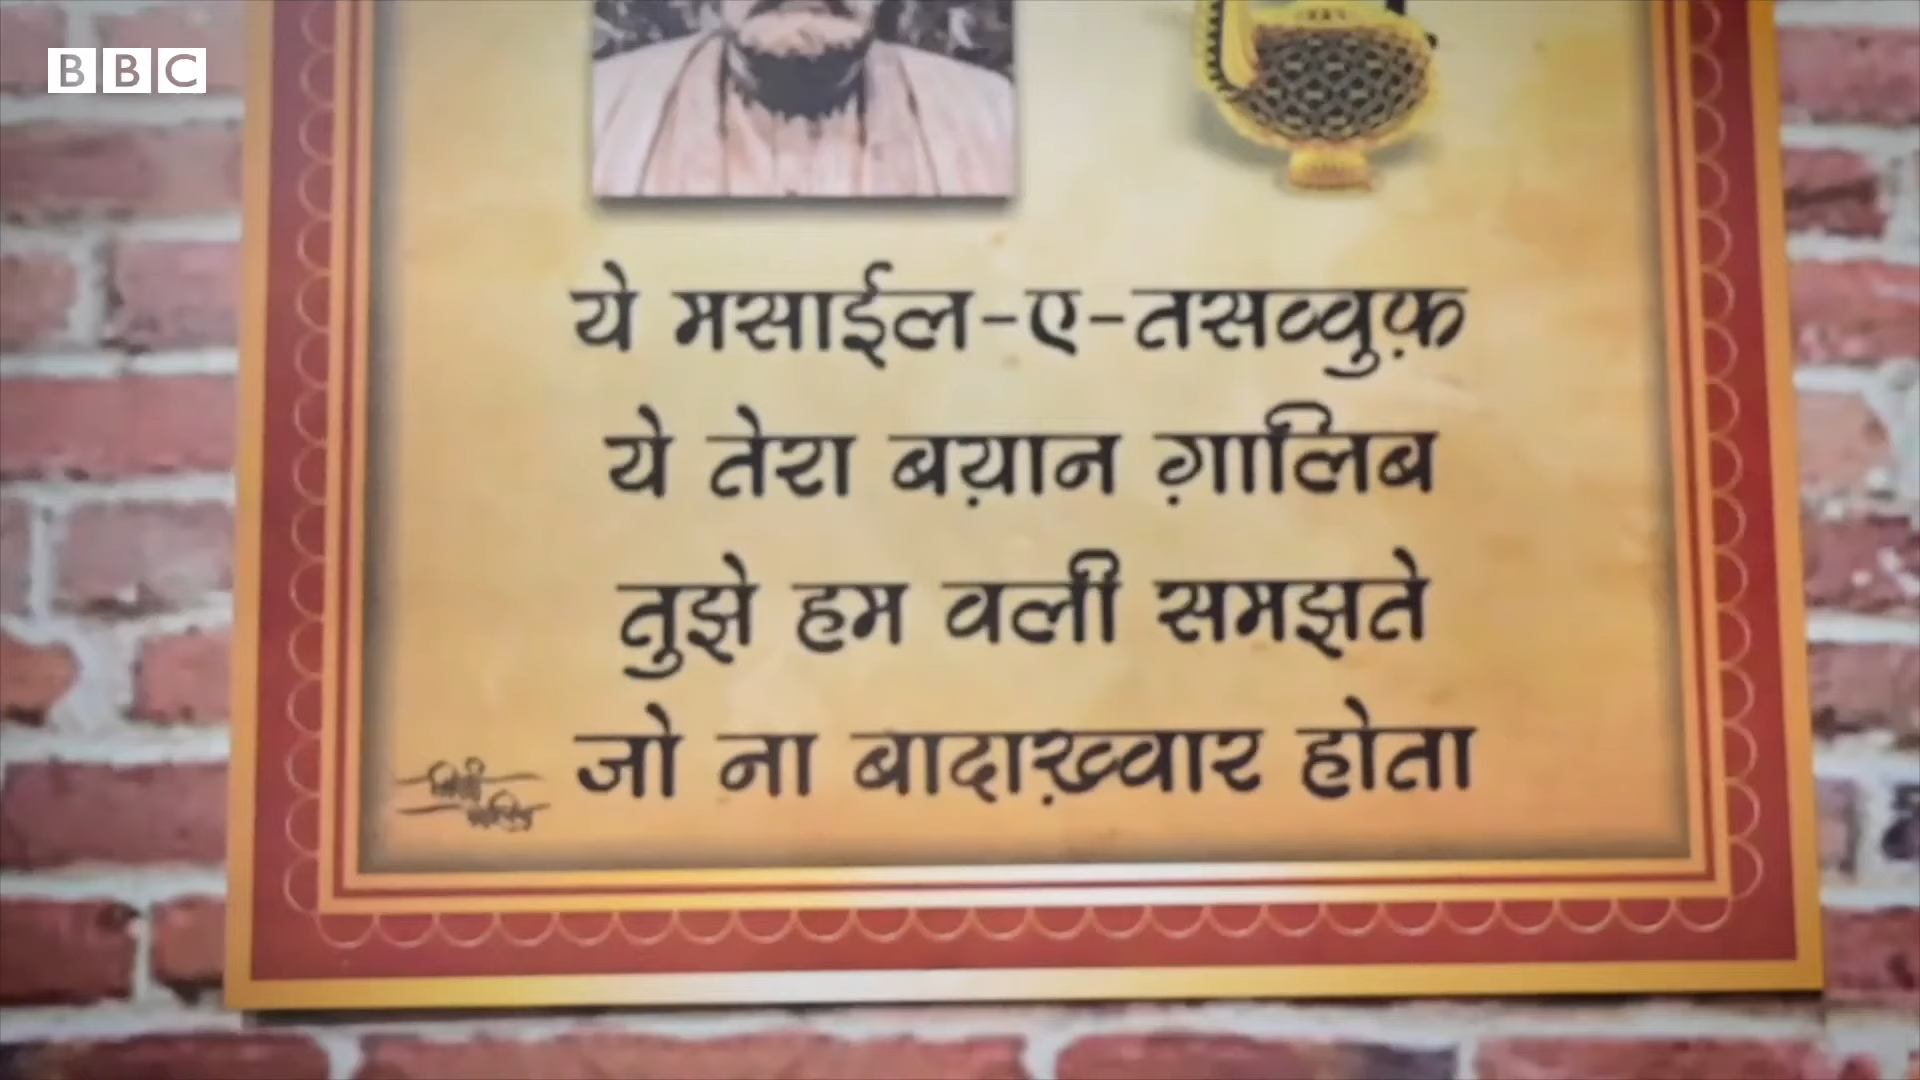 BBC
ये मसाईल-ए-तसव्वुफ़
ये तेरा बय़ान ग़ालिब
तुझे हम वली समझते
जो ना बादाख़्वार होता